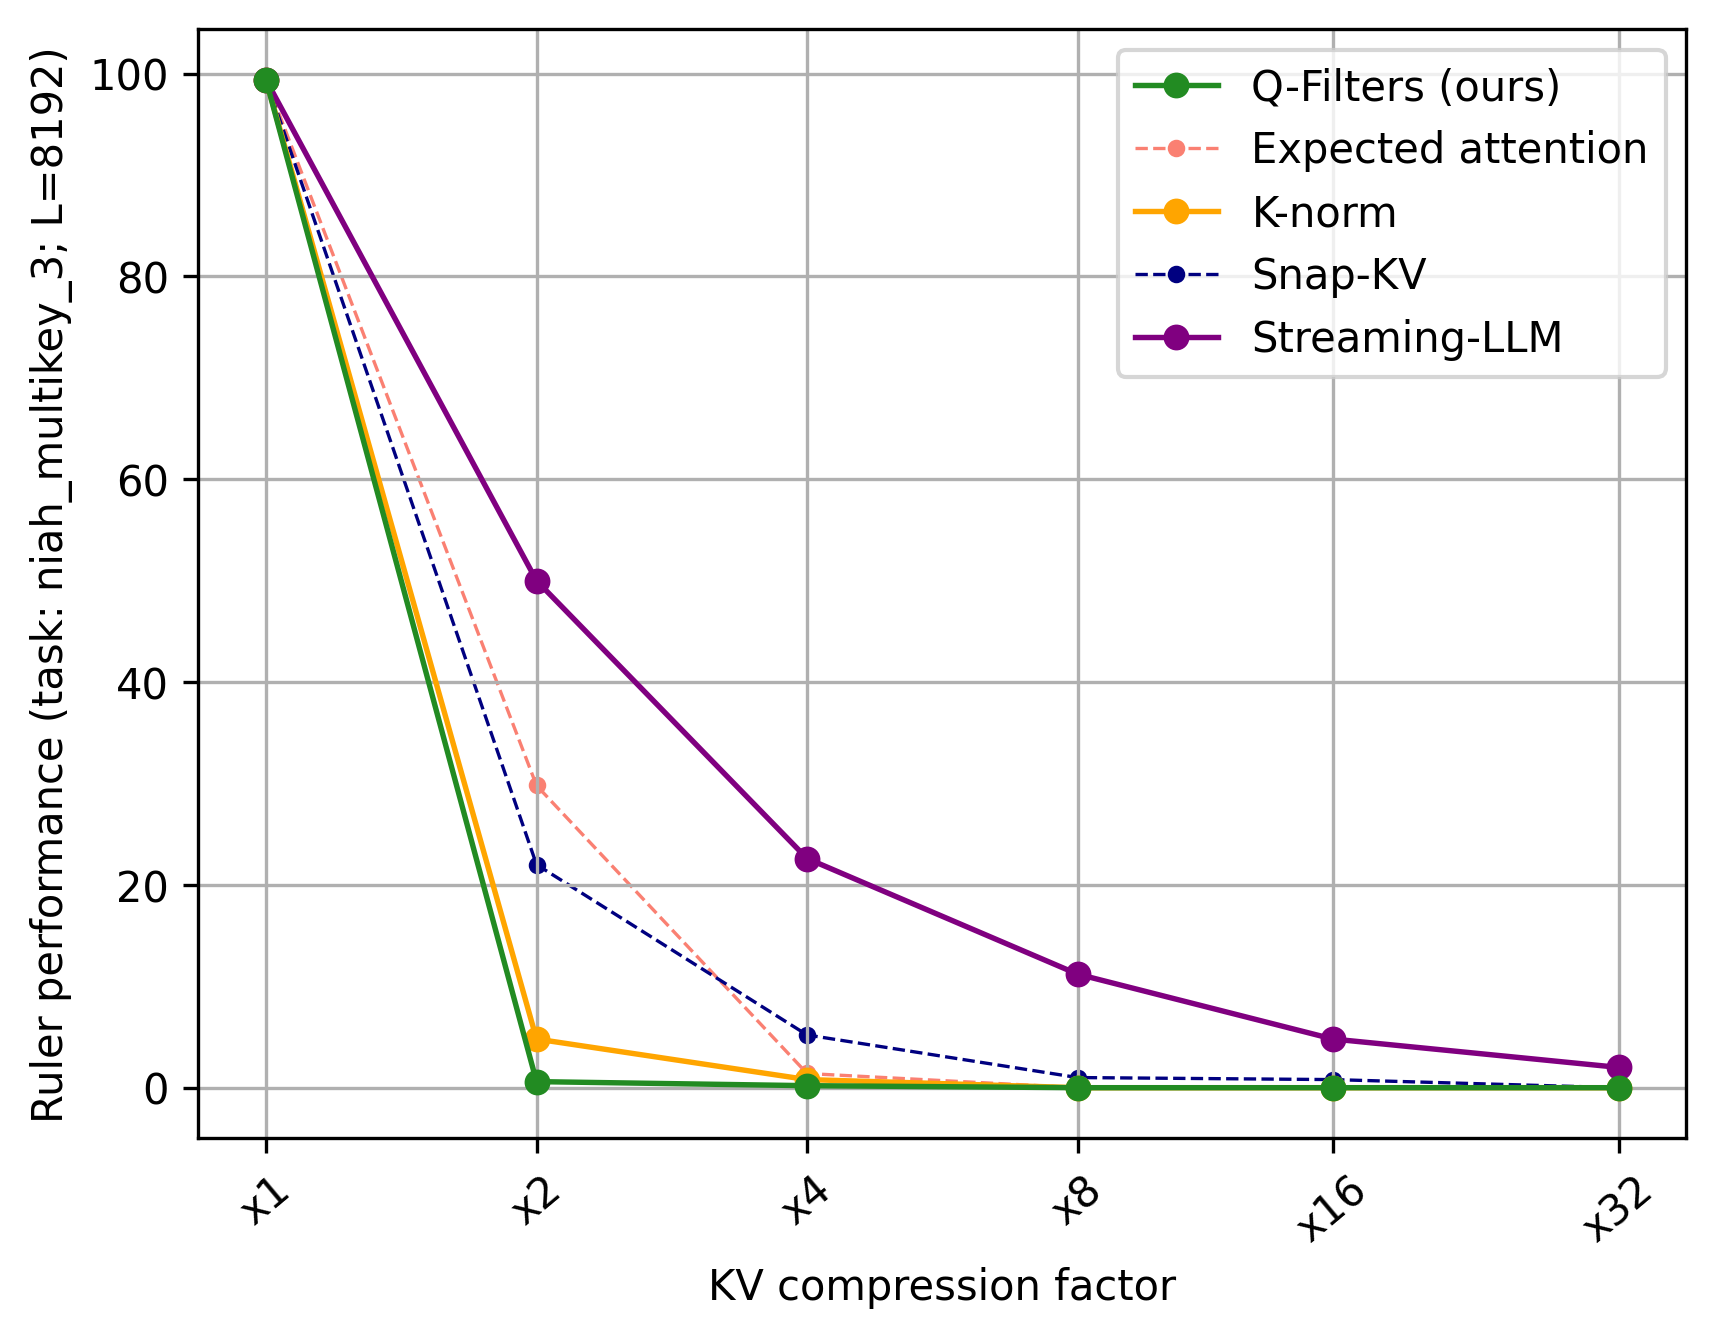 Ruler performance (task: niah_multikey_3; L=8192)
100
80
60
40
20
0
Q-Filters (ours)
Expected attention
K-norm
Snap-KV
Streaming-LLM
x1
x2
x4
x8
x16
x32
KV compression factor